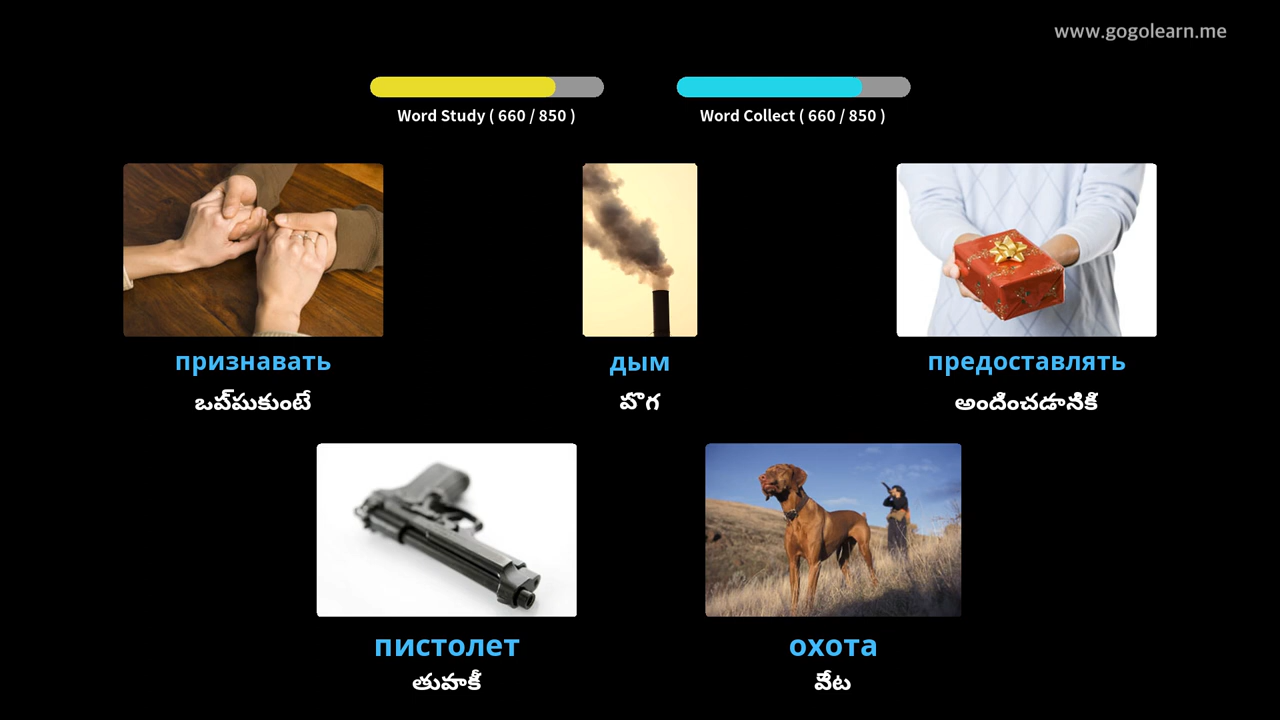 www.gogolearn.me
Word Study ( 660 / 850 )
Word Collect ( 660 / 850 )
признавать
ఒప్పుకుంటే
дым
పొగ
предоставлять
అందించడానికి
пистолет
తుపాకీ
охота
వేట